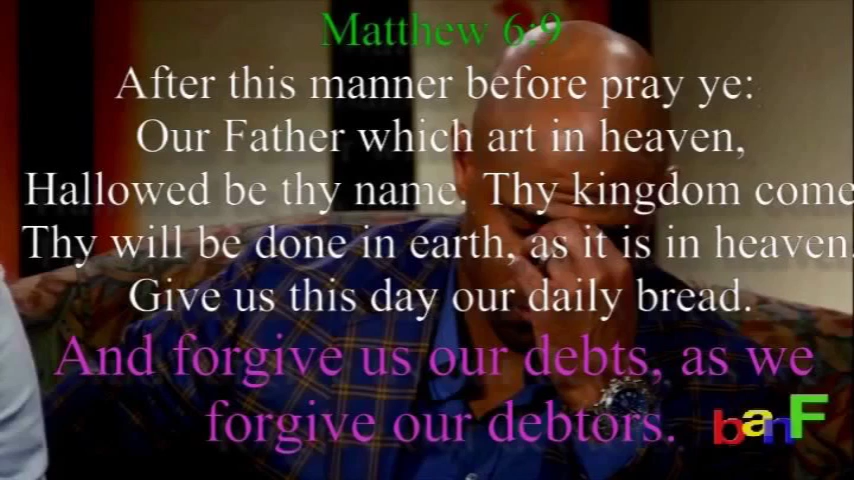 Matthew 6:9
After this manner before pray ye:
Our Father which art in heaven,
Hallowed be thy name. Thy kingdom come
Thy will be done in earth, as it is in heaven.
Give us this day our daily bread.
And forgive us our debts, as we
forgive our debtors.
banF